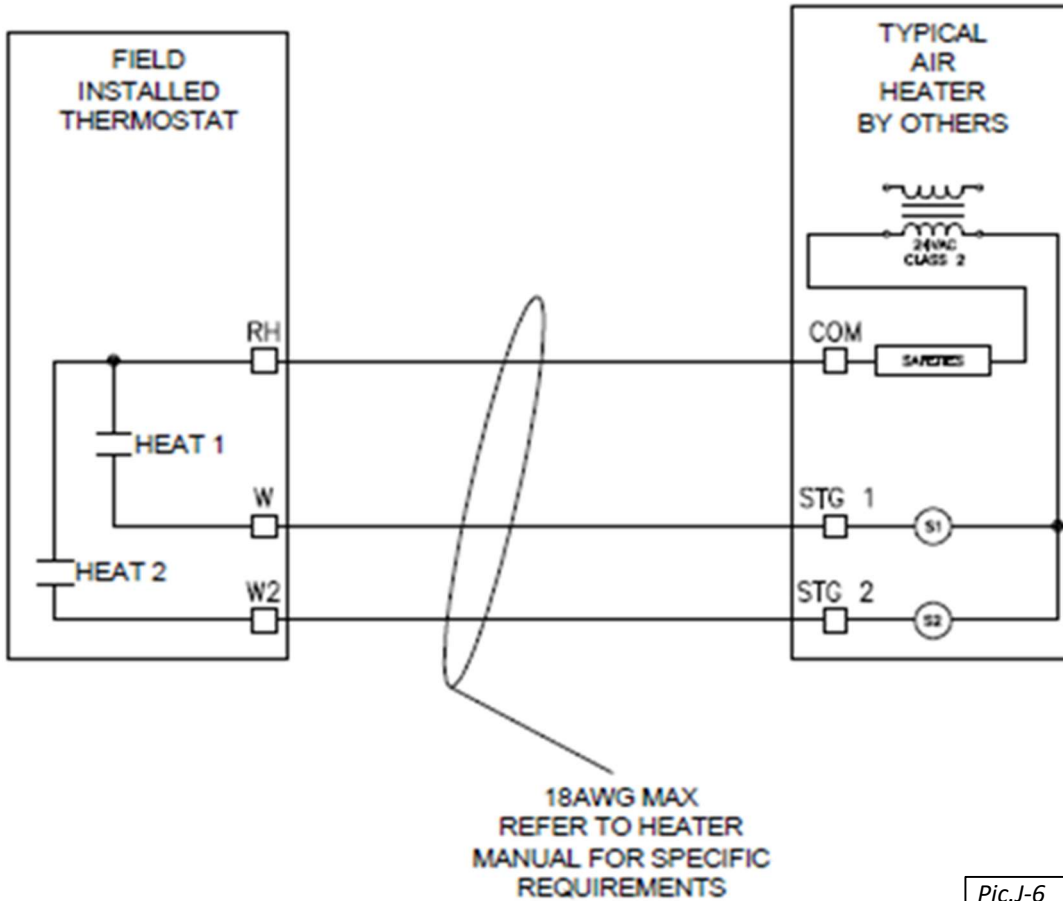 FIELD
INSTALLED
THERMOSTAT
TYPICAL
AIR
HEATER
BY OTHERS
24VAC
CLASS 2
RH
COM
SAFETIES
HEAT 1
W
STG 1
S1
HEAT 2
W2
STG 2
S2
18AWG MAX
REFER TO HEATER
MANUAL FOR SPECIFIC
REQUIREMENTS
Pic.J-6